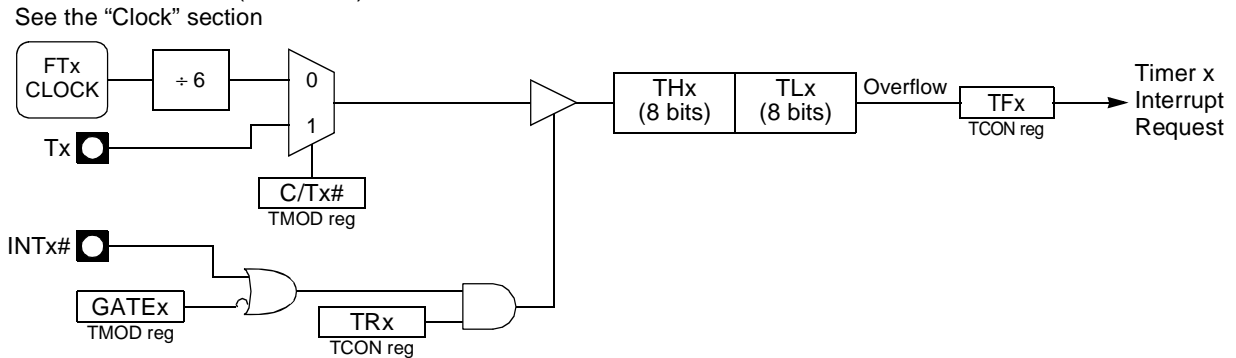 See the “Clock” section
FTx
CLOCK
÷ 6
0
1
Tx
C/Tx#
TMOD reg
THx
(8 bits)
TLx
(8 bits)
Overflow
TFx
TCON reg
Timer x
Interrupt
Request
INTx#
GATEx
TMOD reg
TRx
TCON reg